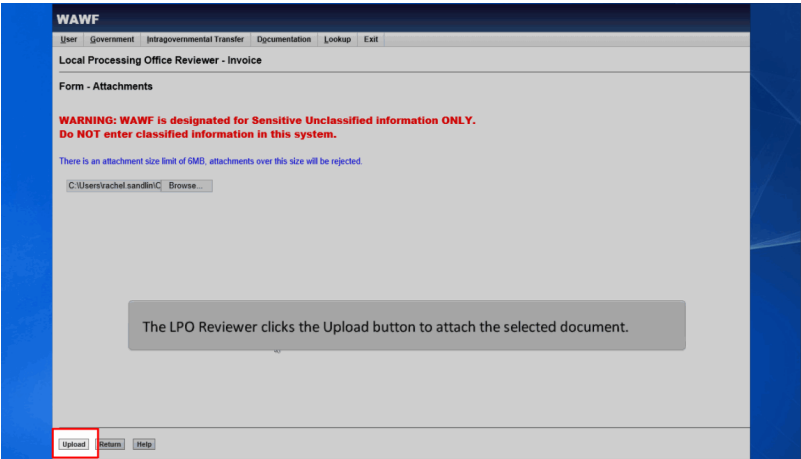 WAWF
User Government Intragovernmental Transfer Documentation Lookup Exit
Local Processing Office Reviewer - Invoice
Form - Attachments
WARNING: WAWF is designated for Sensitive Unclassified information ONLY.
Do NOT enter classified information in this system.
There is an attachment size limit of 6MB, attachments over this size will be rejected.
C:\Users\rachel.sandlin\C Browse...
The LPO Reviewer clicks the Upload button to attach the selected document.
Upload Return Help